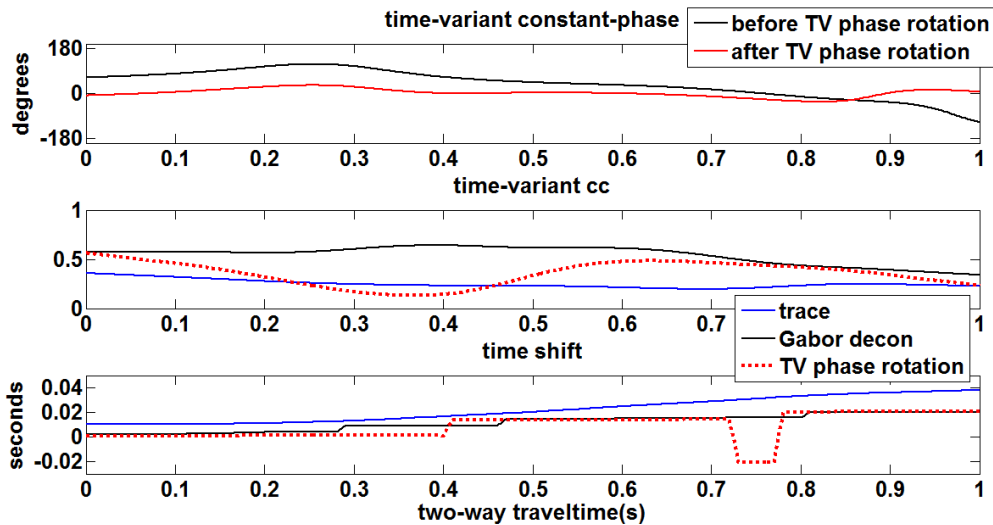 time-variant constant-phase
before TV phase rotation
after TV phase rotation
180
0
-180
degrees
0 0.1 0.2 0.3 0.4 0.5 0.6 0.7 0.8 0.9 1
time-variant cc
1
0.5
0
0 0.1 0.2 0.3 0.4 0.5 0.6 0.7 1
trace
Gabor decon
TV phase rotation
time shift
0.04
0.02
0
-0.02
seconds
0 0.1 0.2 0.3 0.4 0.5 0.6 0.7 0.8 0.9 1
two-way traveltime(s)